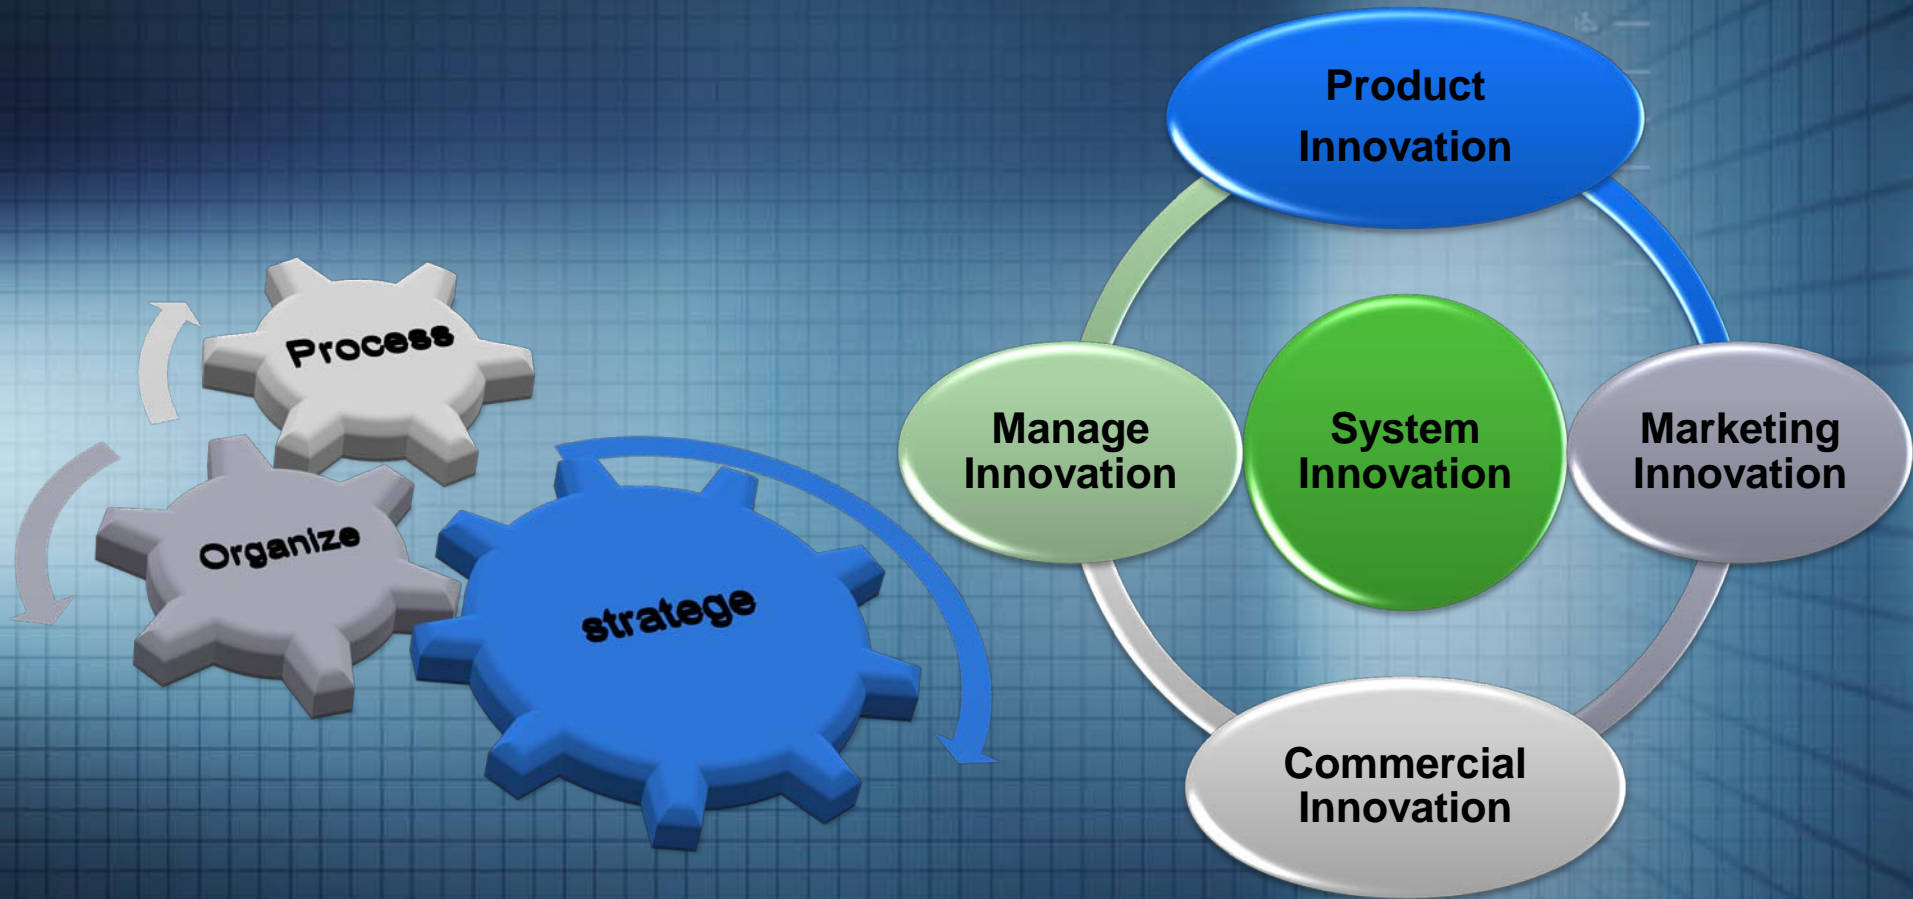 Process
Organize
stratege
Product
Innovation
Manage
Innovation
System
Innovation
Marketing
Innovation
Commercial
Innovation